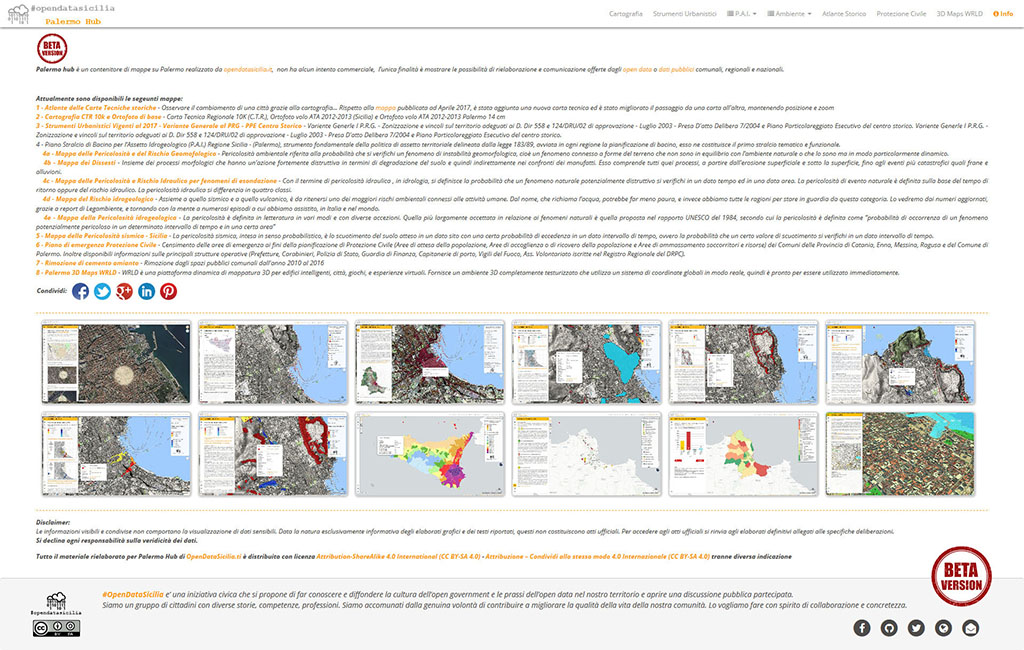 #opendatasicilia
Palermo Hub
Cartografia Strumenti Urbanistici P.A.I. Ambiente Atlante Storico Protezione Civile 3D Maps WRLD Info
BETA
VERSION
Palermo hub è un contenitore di mappe su Palermo realizzato da opendatasicilia.it, non ha alcun intento commerciale, l'unica finalità è mostrare le possibilità di rielaborazione e comunicazione offerte dagli open data o dati pubblici comunali, regionali e nazionali.
Attualmente sono disponibili le seguenti mappe:
1 - Atlante delle Carte Tecniche storiche - Osservare il cambiamento di una città grazie alla cartografia... Rispetto alla mappa pubblicata ad Aprile 2017, è stata aggiunta una nuova carta tecnica ed è stato migliorato il passaggio da una carta all'altra, mantenendo posizione e zoom
2 - Cartografia CTR 10k e Ortofoto di base - Carta Tecnica Regionale 10K (C.T.R.), Ortofoto volo ATA 2012-2013 (Sicilia) e Ortofoto volo ATA 2012-2013 Palermo 14 cm
3 - Strumenti Urbanistici Vigenti al 2017 - Variante Generale al PRG - PPE Centro Storico - Variante Generle I P.R.G. - Zonizzazione e vincoli sul territorio adeguati al D. Dir 558 e 124/DRU/02 di approvazione - Luglio 2003 - Presa D'atto Delibera 7/2004 e Piano Particolareggiato Esecutivo del centro storico. Variante Generle I P.R.G. -
Zonizzazione e vincoli sul territorio adeguati al D. Dir 558 e 124/DRU/02 di approvazione - Luglio 2003 - Presa D'atto Delibera 7/2004 e Piano Particolareggiato Esecutivo del centro storico.
4 - Piano Stralcio di Bacino per l'Assetto Idrogeologico (P.A.I.) Regione Sicilia - (Palermo), strumento fondamentale della politica di assetto territoriale delineata dalla legge 183/89, avviata in ogni regione la pianificazione di bacino, esso ne costituisce il primo stralcio tematico e funzionale.
4a - Mappa delle Pericolosità e del Rischio Geomofologico - Pericolosità ambientale riferita alla probabilità che si verifichi un fenomeno di instabilità geomorfologica, cioè un fenomeno connesso a forme del terreno che non sono in equilibrio con l'ambiente naturale o che lo sono ma in modo particolarmente dinamico.
4b - Mappa dei Dissesti - Insieme dei processi morfologici che hanno un'azione fortemente distruttiva in termini di degradazione del suolo e quindi indirettamente nei confronti dei manufatti. Esso comprende tutti quei processi, a partire dall'erosione superficiale e sotto la superficie, fino agli eventi più catastrofici quali frane e
alluvioni.
4c - Mappa delle Pericolosità e Rischio Idraulico per fenomeni di esondazione - Con il termine di pericolosità idraulica , in idrologia, si definisce la probabilità che un fenomeno naturale potenzialmente distruttivo si verifichi in un dato tempo ed in una data area. La pericolosità di evento naturale è definita sulla base del tempo di
ritorno oppure del rischio idraulico. La pericolosità si differenzia in quattro classi.
4d - Mappa del Rischio idrogeologico - Assieme a quello sismico e a quello vulcanico, è da ritenersi uno dei maggiori rischi ambientali connessi alle attività umane. Dal nome, che richiama l'acqua, potrebbe far meno paura, e invece abbiamo tutte le ragioni per stare in guardia da questa categoria. Lo vedremo dai numeri aggiornati,
grazie a report di Legambiente, e tornando con la mente a numerosi episodi a cui abbiamo assistito, in Italia e nel mondo.
4e - Mappa della Pericolosità idrogeologica - La pericolosità è definita in letteratura in vari modi e con diverse accezioni. Quella più largamente accettata in relazione ai fenomeni naturali è quella proposta nel rapporto UNESCO del 1984, secondo cui la pericolosità è definita come "probabilità di occorrenza di un fenomeno
potenzialmente pericoloso in un determinato intervallo di tempo e in una certa area"
5 - Mappa della Pericolosità sismica - Sicilia - La pericolosità sismica, intesa in senso probabilistico, è lo scuotimento del suolo atteso in un dato sito con una certa probabilità di eccedenza in un dato intervallo di tempo, ovvero la probabilità che un certo valore di scuotimento si verifichi in un dato intervallo di tempo.
6 - Piano di emergenza Protezione Civile - Censimento delle aree di emergenza ai fini della pianificazione di Protezione Civile (Aree di attesa della popolazione, Aree di accoglienza o di ricovero della popolazione e Aree di ammassamento soccorritori e risorse) dei Comuni delle Provincia di Catania, Enna, Messina, Ragusa e del Comune di
Palermo. Inoltre disponibili informazioni sulle principali strutture operative (Prefetture, Carabinieri, Polizia di Stato, Guardia di Finanza, Capitanerie di porto, Vigili del Fuoco, Ass. Volontariato iscritte nel Registro Regionale del DRPC).
7 - Rimozione di cemento amianto - Rimozione dagli spazi pubblici comunali dall'anno 2010 al 2016
8 - Palermo 3D Maps WRLD - WRLD è una piattaforma dinamica di mappatura 3D per edifici intelligenti, città, giochi, e esperienze virtuali. Fornisce un ambiente 3D completamente testurizzato che utilizza un sistema di coordinate globali in modo reale, quindi è pronto per essere utilizzato immediatamente.
Condividi:
Disclaimer:
Le informazioni visibili e condivise non comportano la visualizzazione di dati sensibili. Data la natura esclusivamente informativa degli elaborati grafici e dei testi riportati, questi non costituiscono atti ufficiali. Per accedere agli atti ufficiali si rinvia agli elaborati definitivi allegati alle specifiche deliberazioni.
Si declina ogni responsabilità sulla veridicità dei dati.
Tutto il materiale rielaborato per Palermo Hub di OpenDataSicilia.it è distribuito con licenza Attribution-ShareAlike 4.0 International (CC BY-SA 4.0) - Attribuzione - Condividi allo stesso modo 4.0 Internazionale (CC BY-SA 4.0) tranne diversa indicazione
BETA
VERSION
#opendatasicilia
#OpenDataSicilia e' una iniziativa civica che si propone di far conoscere e diffondere la cultura dell'open government e le prassi dell'open data nel nostro territorio e aprire una discussione pubblica partecipata.
Siamo un gruppo di cittadini con diverse storie, competenze, professioni. Siamo accomunati dalla genuina volontà di contribuire a migliorare la qualità della vita della nostra comunità. Lo vogliamo fare con spirito di collaborazione e concretezza.
CC BY SA